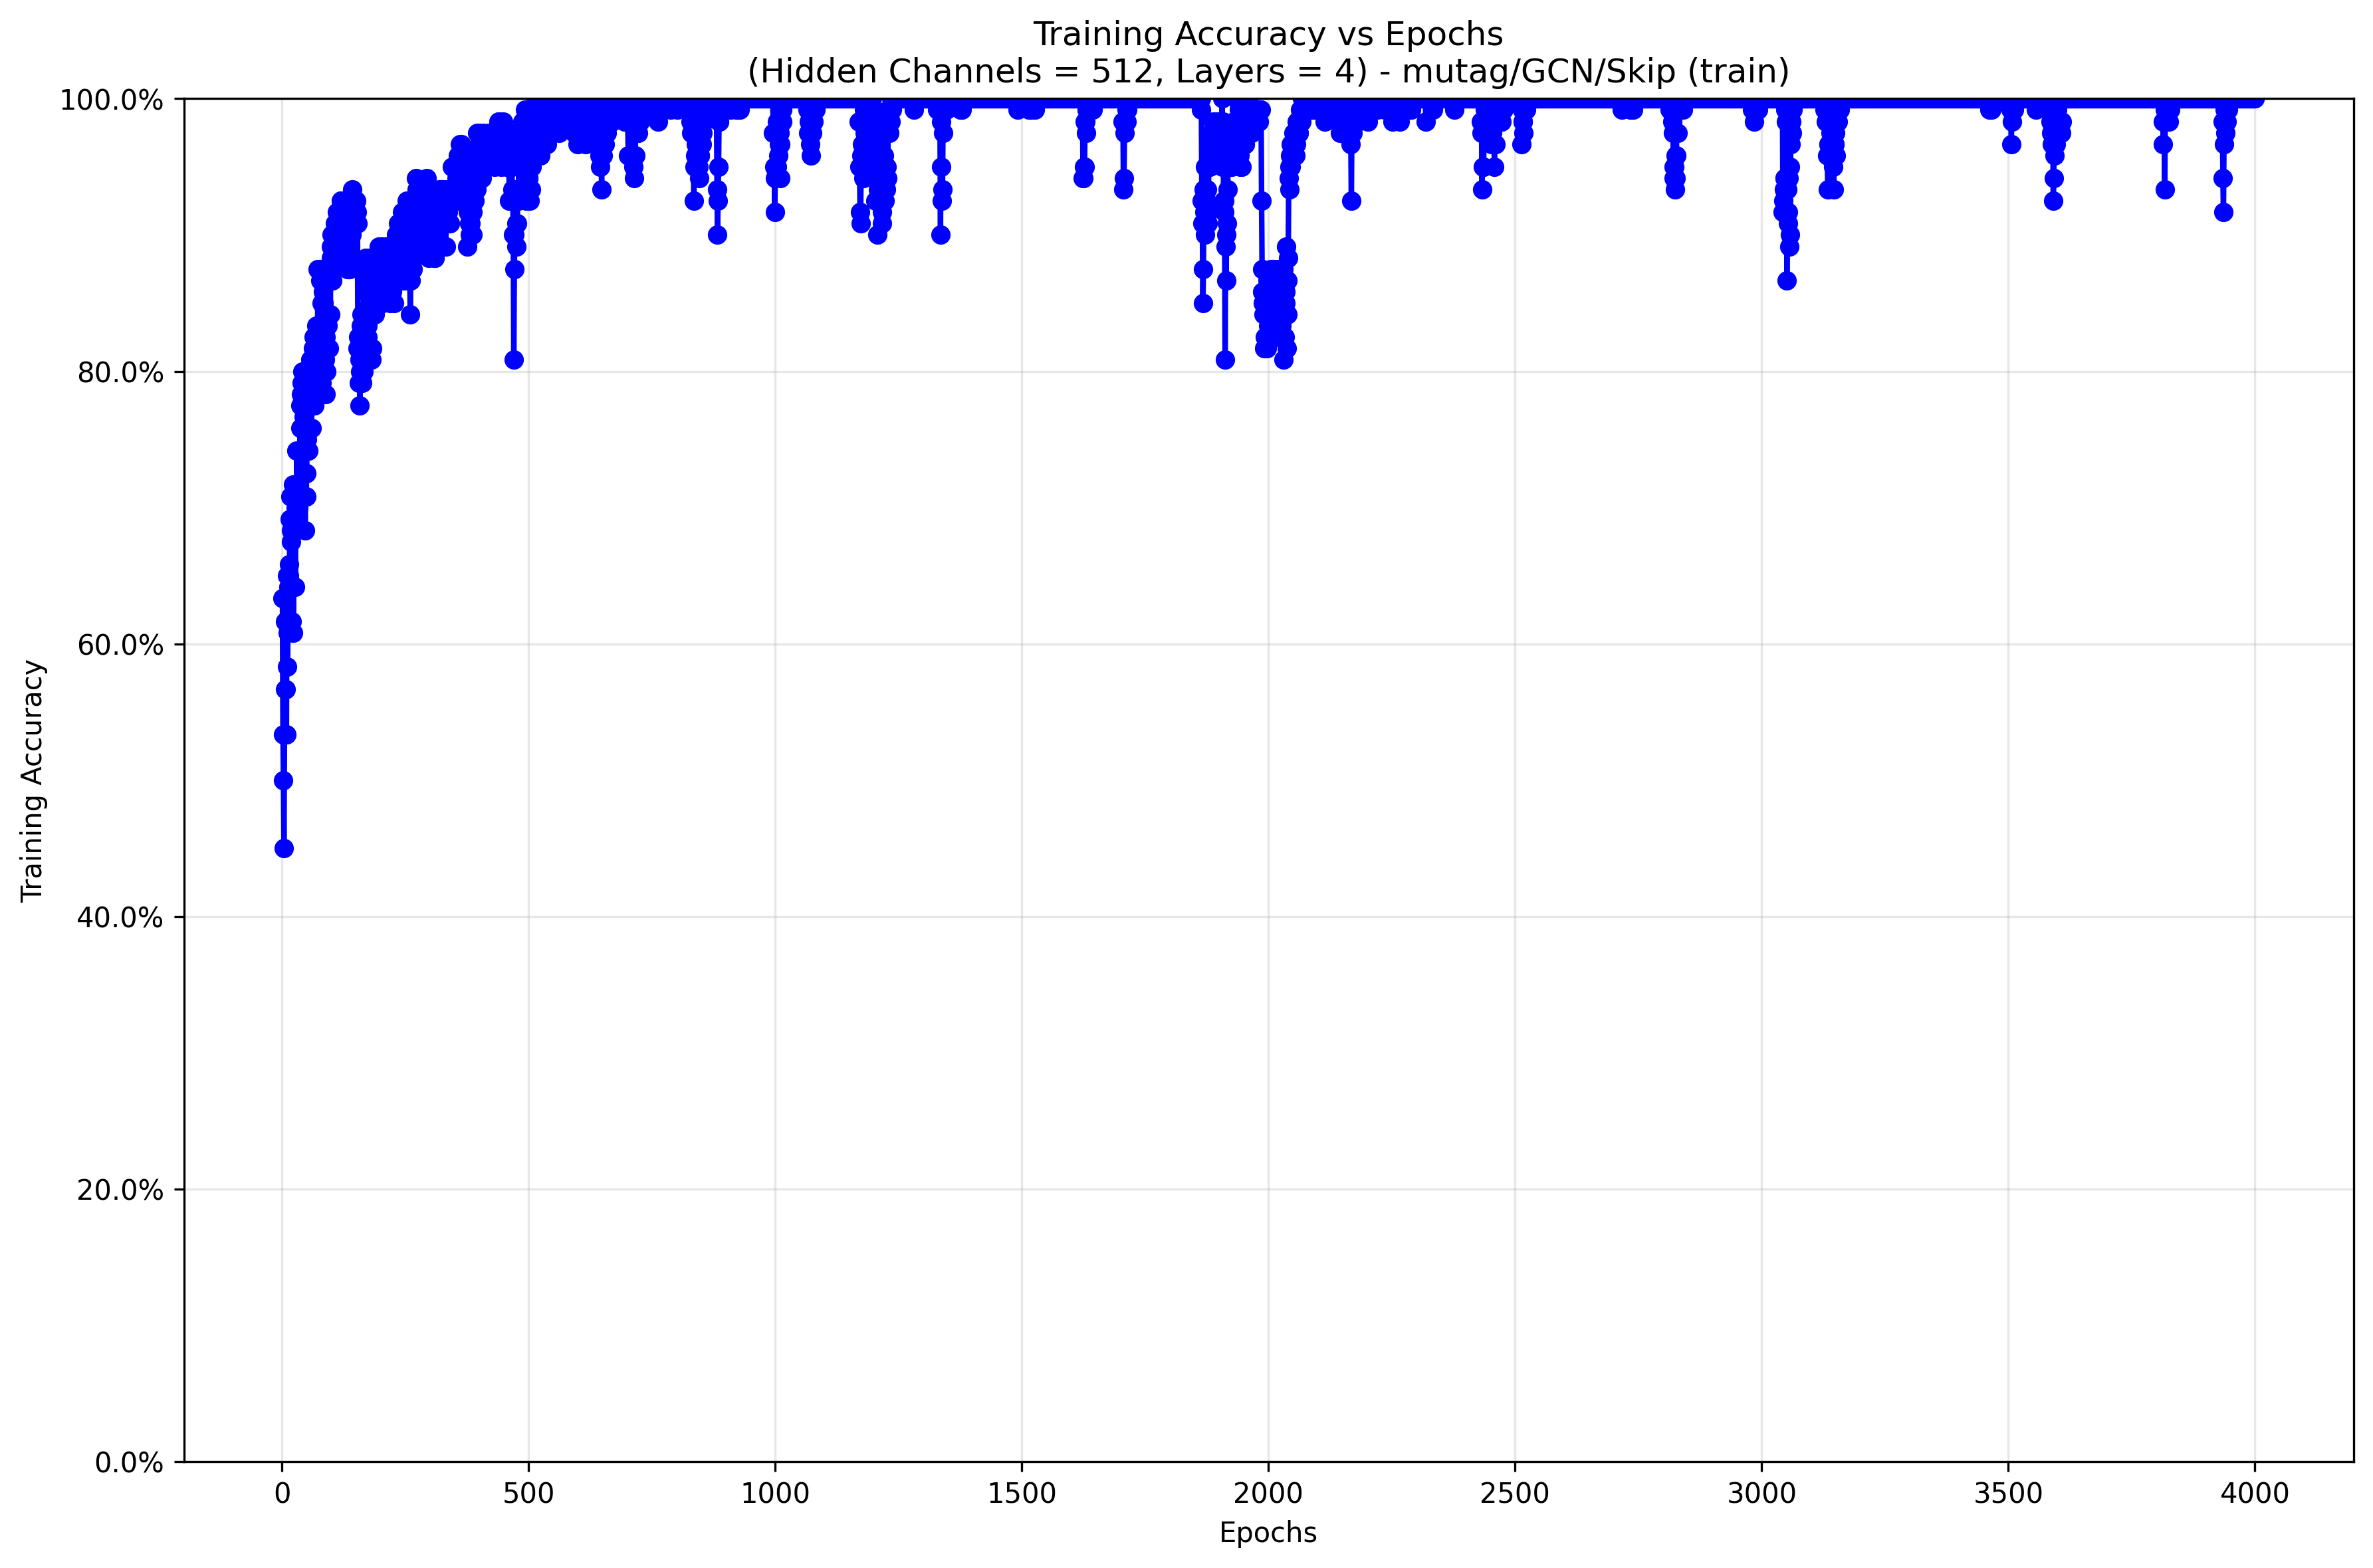 Training Accuracy vs Epochs
(Hidden Channels = 512, Layers = 4) - mutag/GCN/Skip (train)
100.0%
80.0%
60.0%
40.0%
20.0%
0.0%
Training Accuracy
0 500 1000 1500 2000 2500 3000 3500 4000
Epochs